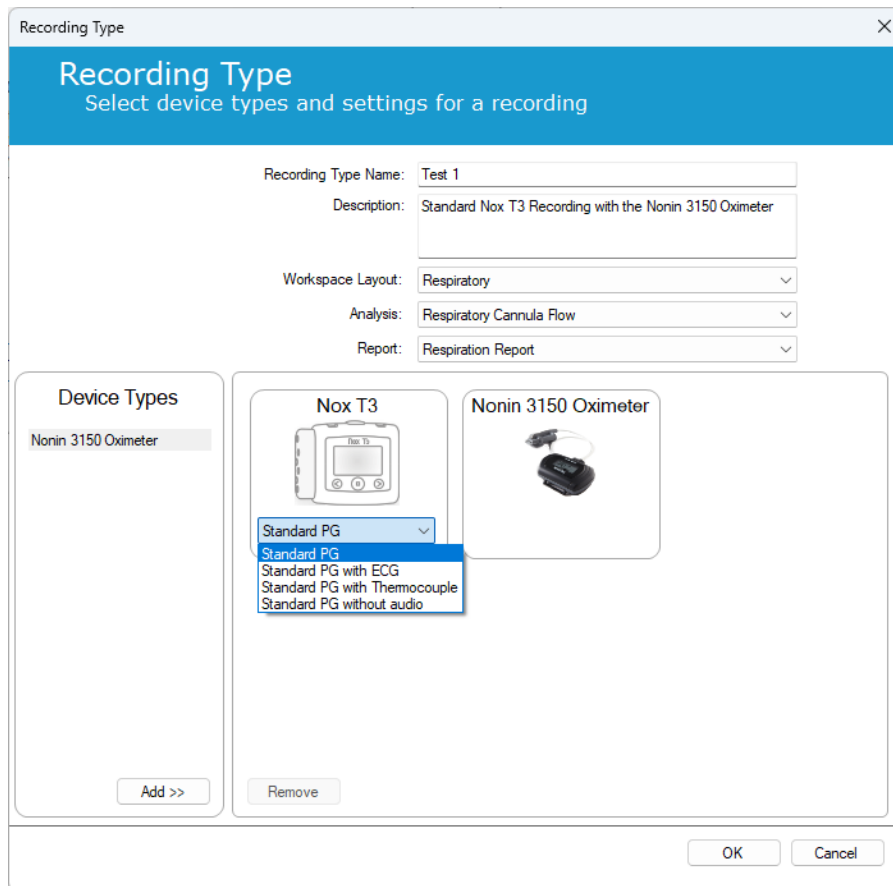 Recording Type
Recording Type
Select device types and settings for a recording
Recording Type Name: Test 1
Description: Standard Nox T3 Recording with the Nonin 3150 Oximeter
Workspace Layout: Respiratory
Analysis: Respiratory Cannula Flow
Report: Respiration Report
Device Types
Nonin 3150 Oximeter
Add >>
Nox T3
Nox T3
Standard PG
Standard PG
Standard PG with ECG
Standard PG with Thermocouple
Standard PG without audio
Nonin 3150 Oximeter
Remove
OK
Cancel